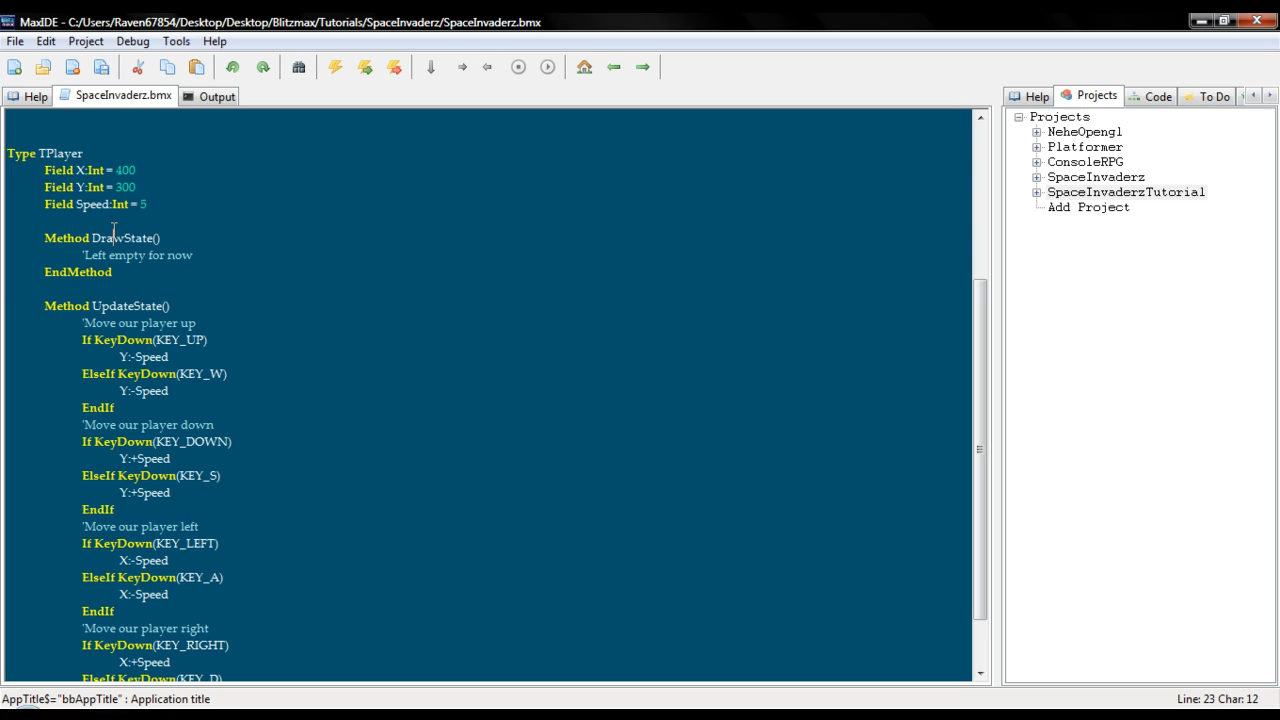 MaxIDE - C:/Users/Raven67854/Desktop/Desktop/Blitzmax/Tutorials/SpaceInvaderz/SpaceInvaderz.bmx
File Edit Project Debug Tools Help
Help SpaceInvaderz.bmx Output
Help Projects Code To Do
Type TPlayer
Field X:Int = 400
Field Y:Int = 300
Field Speed:Int = 5
Method DrawState()
'Left empty for now
EndMethod
Method UpdateState()
'Move our player up
If KeyDown(KEY_UP)
Y:-Speed
ElseIf KeyDown(KEY_W)
Y:-Speed
EndIf
'Move our player down
If KeyDown(KEY_DOWN)
Y:+Speed
ElseIf KeyDown(KEY_S)
Y:+Speed
EndIf
'Move our player left
If KeyDown(KEY_LEFT)
X:-Speed
ElseIf KeyDown(KEY_A)
X:-Speed
EndIf
'Move our player right
If KeyDown(KEY_RIGHT)
X:+Speed
ElseIf KeyDown(KEY_D)
Projects
NeheOpengl
Platformer
ConsoleRPG
SpaceInvaderz
SpaceInvaderzTutorial
Add Project
AppTitle$="bbAppTitle" : Application title
Line: 23 Char: 12